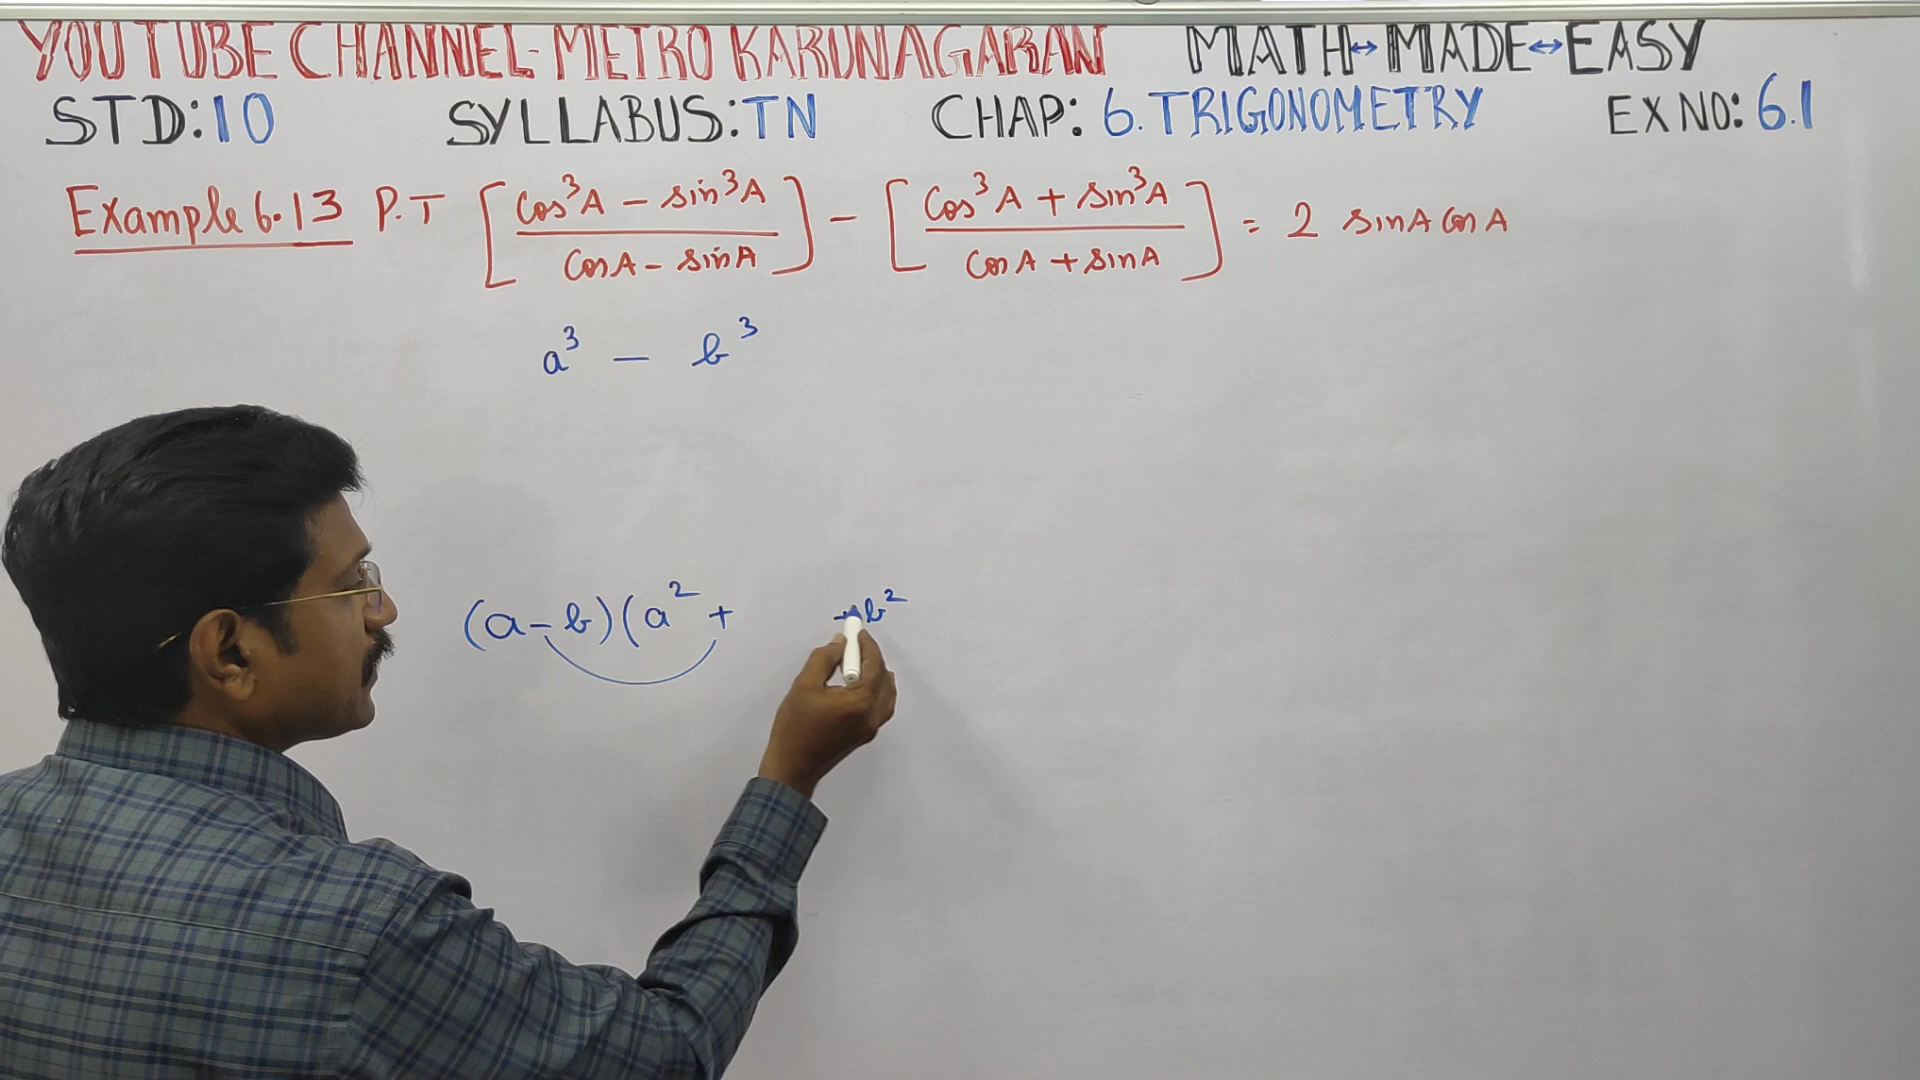 YOUTUBE CHANNEL-METRO KARUNAGARAN MATH↔MADE↔EASY
STD:10 SYLLABUS:TN CHAP: 6.TRIGONOMETRY EX NO: 6.1
Example 6.13 P.T [(cos³A − sin³A)/(cosA − sinA)] − [(cos³A + sin³A)/(cosA + sinA)] = 2 sinA cosA
a³ − b³
(a−b)(a² + +b²